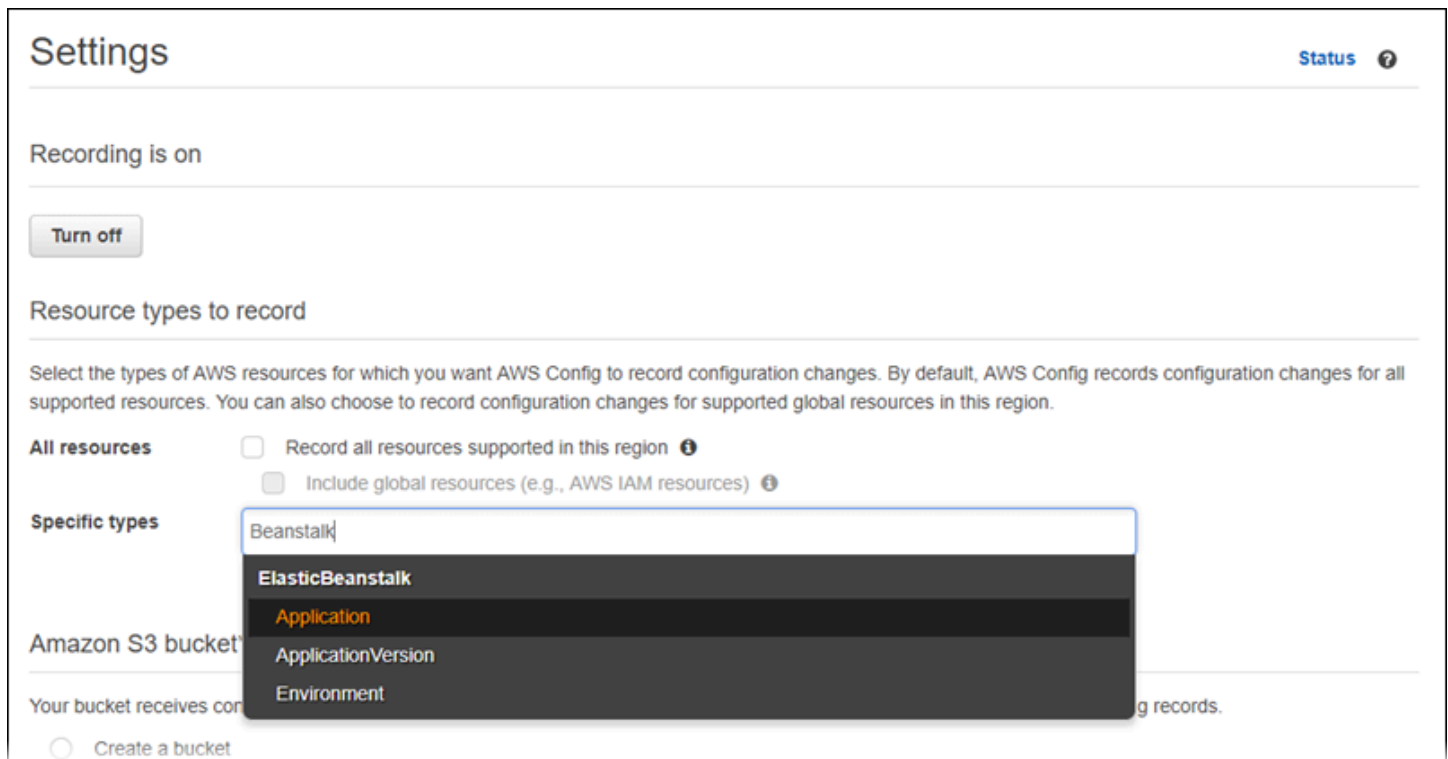 Settings
Status
Recording is on
Turn off
Resource types to record
Select the types of AWS resources for which you want AWS Config to record configuration changes. By default, AWS Config records configuration changes for all
supported resources. You can also choose to record configuration changes for supported global resources in this region.
All resources Record all resources supported in this region
Include global resources (e.g., AWS IAM resources)
Specific types Beanstalk
ElasticBeanstalk
Application
Amazon S3 bucket
ApplicationVersion
Environment
Your bucket receives con g records.
Create a bucket